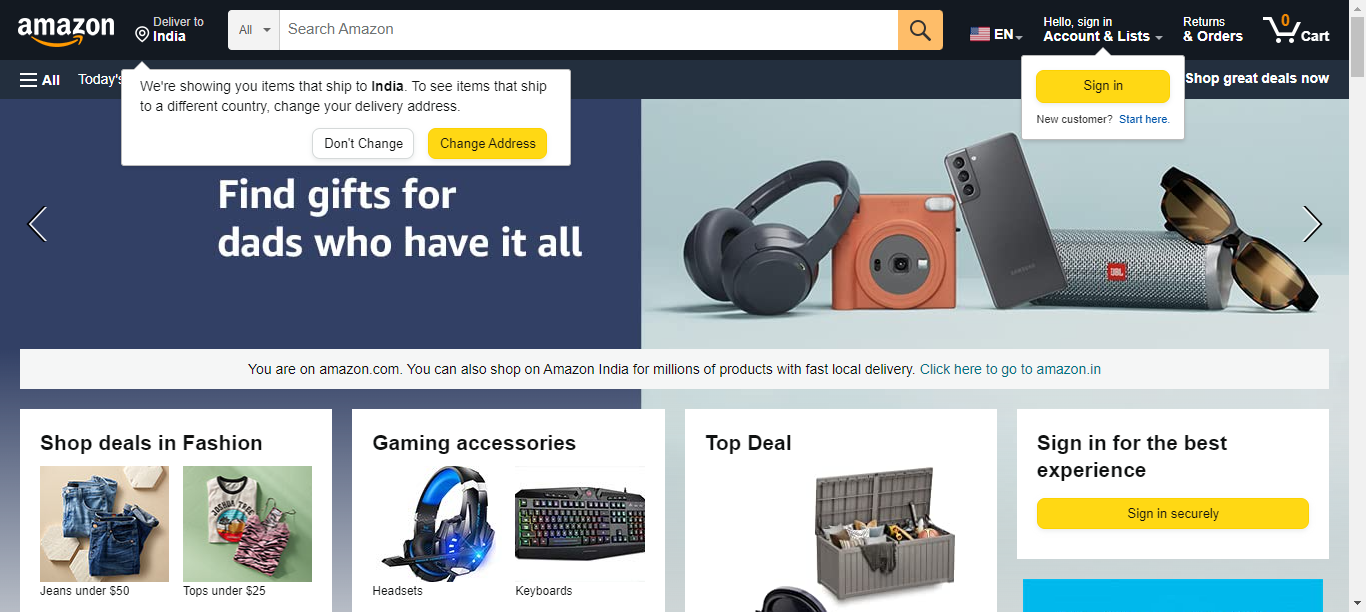 amazon
Deliver to
India
All
Search Amazon
EN
Hello, sign in
Account & Lists
Returns
& Orders
0
Cart
All
Today's
Shop great deals now
We're showing you items that ship to India. To see items that ship
to a different country, change your delivery address.
Don't Change
Change Address
Sign in
New customer? Start here.
Find gifts for
dads who have it all
SAMSUNG
JBL
You are on amazon.com. You can also shop on Amazon India for millions of products with fast local delivery. Click here to go to amazon.in
Shop deals in Fashion
JOSHUA TREE
Jeans under $50
Tops under $25
Gaming accessories
Headsets
Keyboards
Top Deal
Sign in for the best
experience
Sign in securely